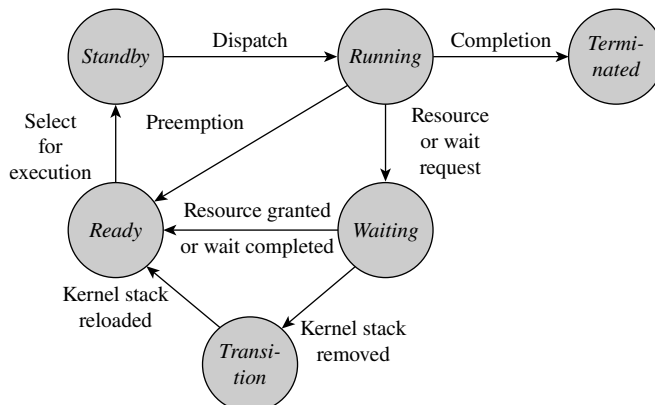 Standby
Dispatch
Running
Completion
Termi-
nated
Select
for
execution
Preemption
Resource
or wait
request
Ready
Resource granted
or wait completed
Waiting
Kernel stack
reloaded
Transi-
tion
Kernel stack
removed